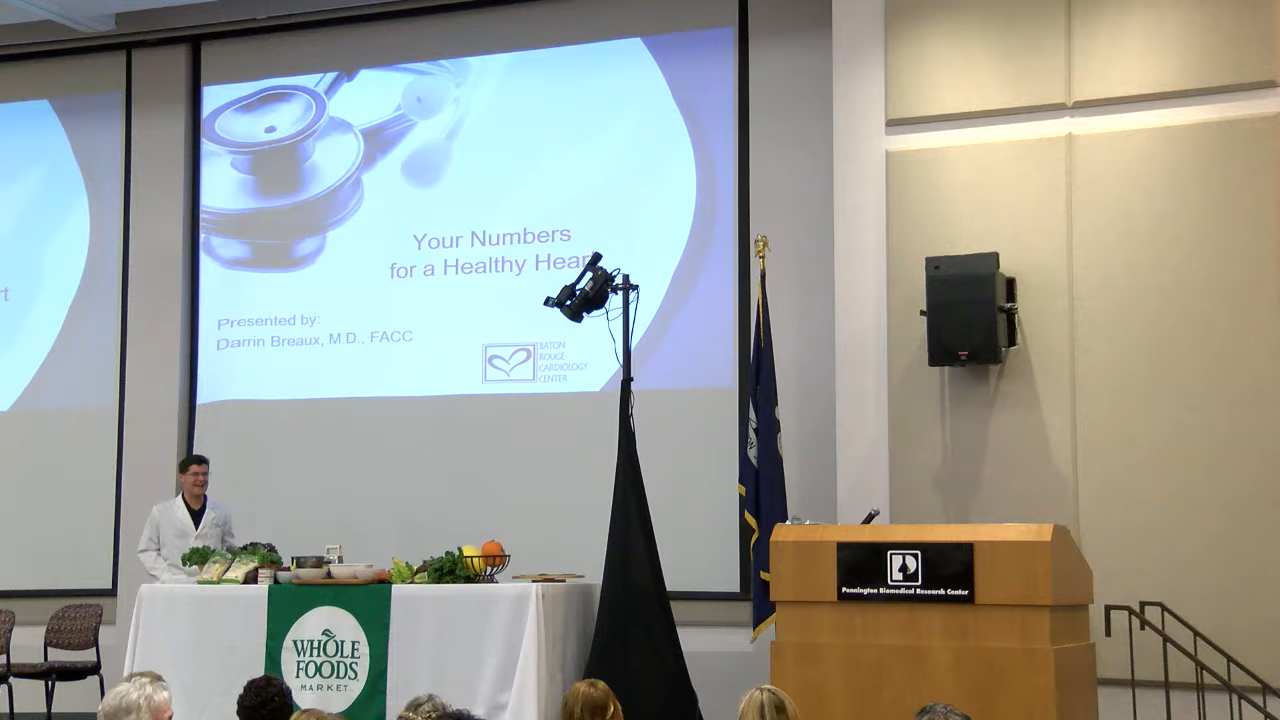 Your Numbers
for a Healthy Hear
Presented by:
Darrin Breaux, M.D., FACC
BATON
ROUGE
CARDIOLOGY
CENTER
rt
WHOLE
FOODS
MARKET
Pennington Biomedical Research Center